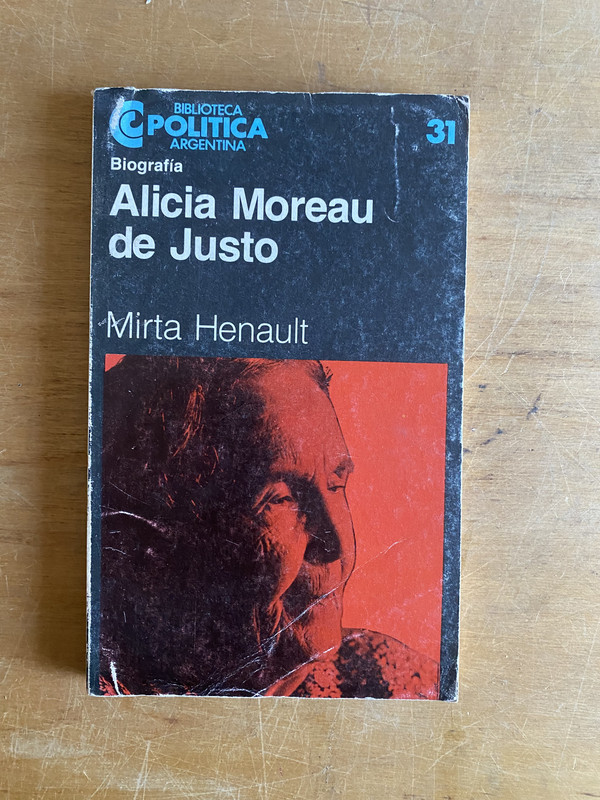 BIBLIOTECA
POLITICA
ARGENTINA
31
Biografía
Alicia Moreau
de Justo
Mirta Henault